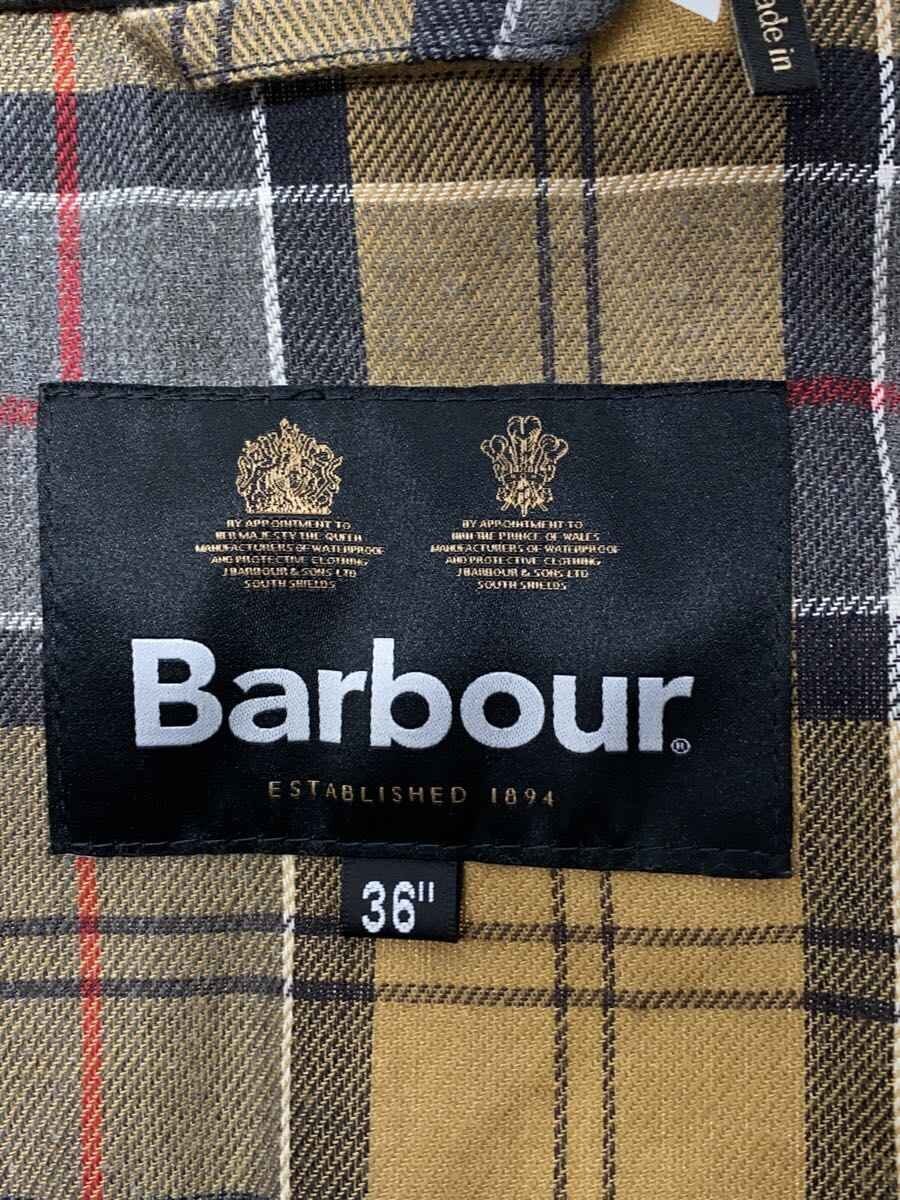 Made in
BY APPOINTMENT TO
HER MAJESTY THE QUEEN
MANUFACTURERS OF WATERPROOF
AND PROTECTIVE CLOTHING
J BARBOUR & SONS LTD
SOUTH SHIELDS
BY APPOINTMENT TO
HRH THE PRINCE OF WALES
MANUFACTURERS OF WATERPROOF
AND PROTECTIVE CLOTHING
J BARBOUR & SONS LTD
SOUTH SHIELDS
Barbour®
ESTABLISHED 1894
36"